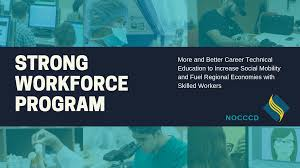 STRONG
WORKFORCE
PROGRAM
More and Better Career Technical
Education to Increase Social Mobility
and Fuel Regional Economies with
Skilled Workers
NOCCCD